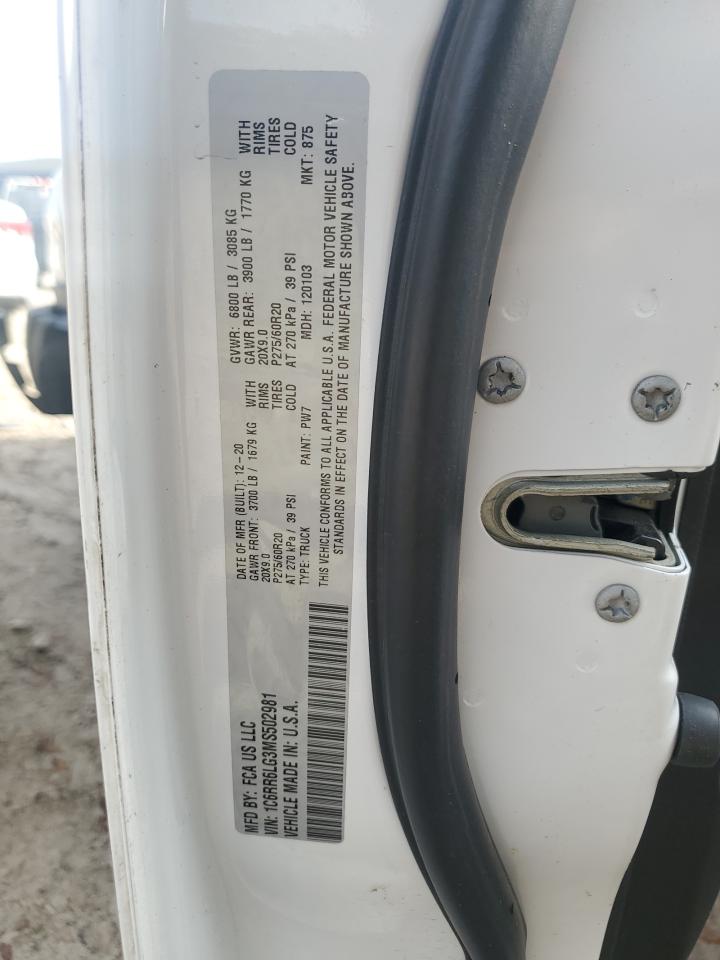 MFD BY: FCA US LLC
VIN: 1C6RR6LG3MS502981
VEHICLE MADE IN: U.S.A.
DATE OF MFR (BUILT): 12-20 GVWR: 6800 LB / 3085 KG
GAWR FRONT: 3700 LB / 1679 KG WITH GAWR REAR: 3900 LB / 1770 KG WITH
20X9.0 RIMS 20X9.0 RIMS
P275/60R20 TIRES P275/60R20 TIRES
AT 270 kPa / 39 PSI COLD AT 270 kPa / 39 PSI COLD
TYPE: TRUCK PAINT: PW7 MDH: 120103 MKT: 875
THIS VEHICLE CONFORMS TO ALL APPLICABLE U.S.A. FEDERAL MOTOR VEHICLE SAFETY
STANDARDS IN EFFECT ON THE DATE OF MANUFACTURE SHOWN ABOVE.